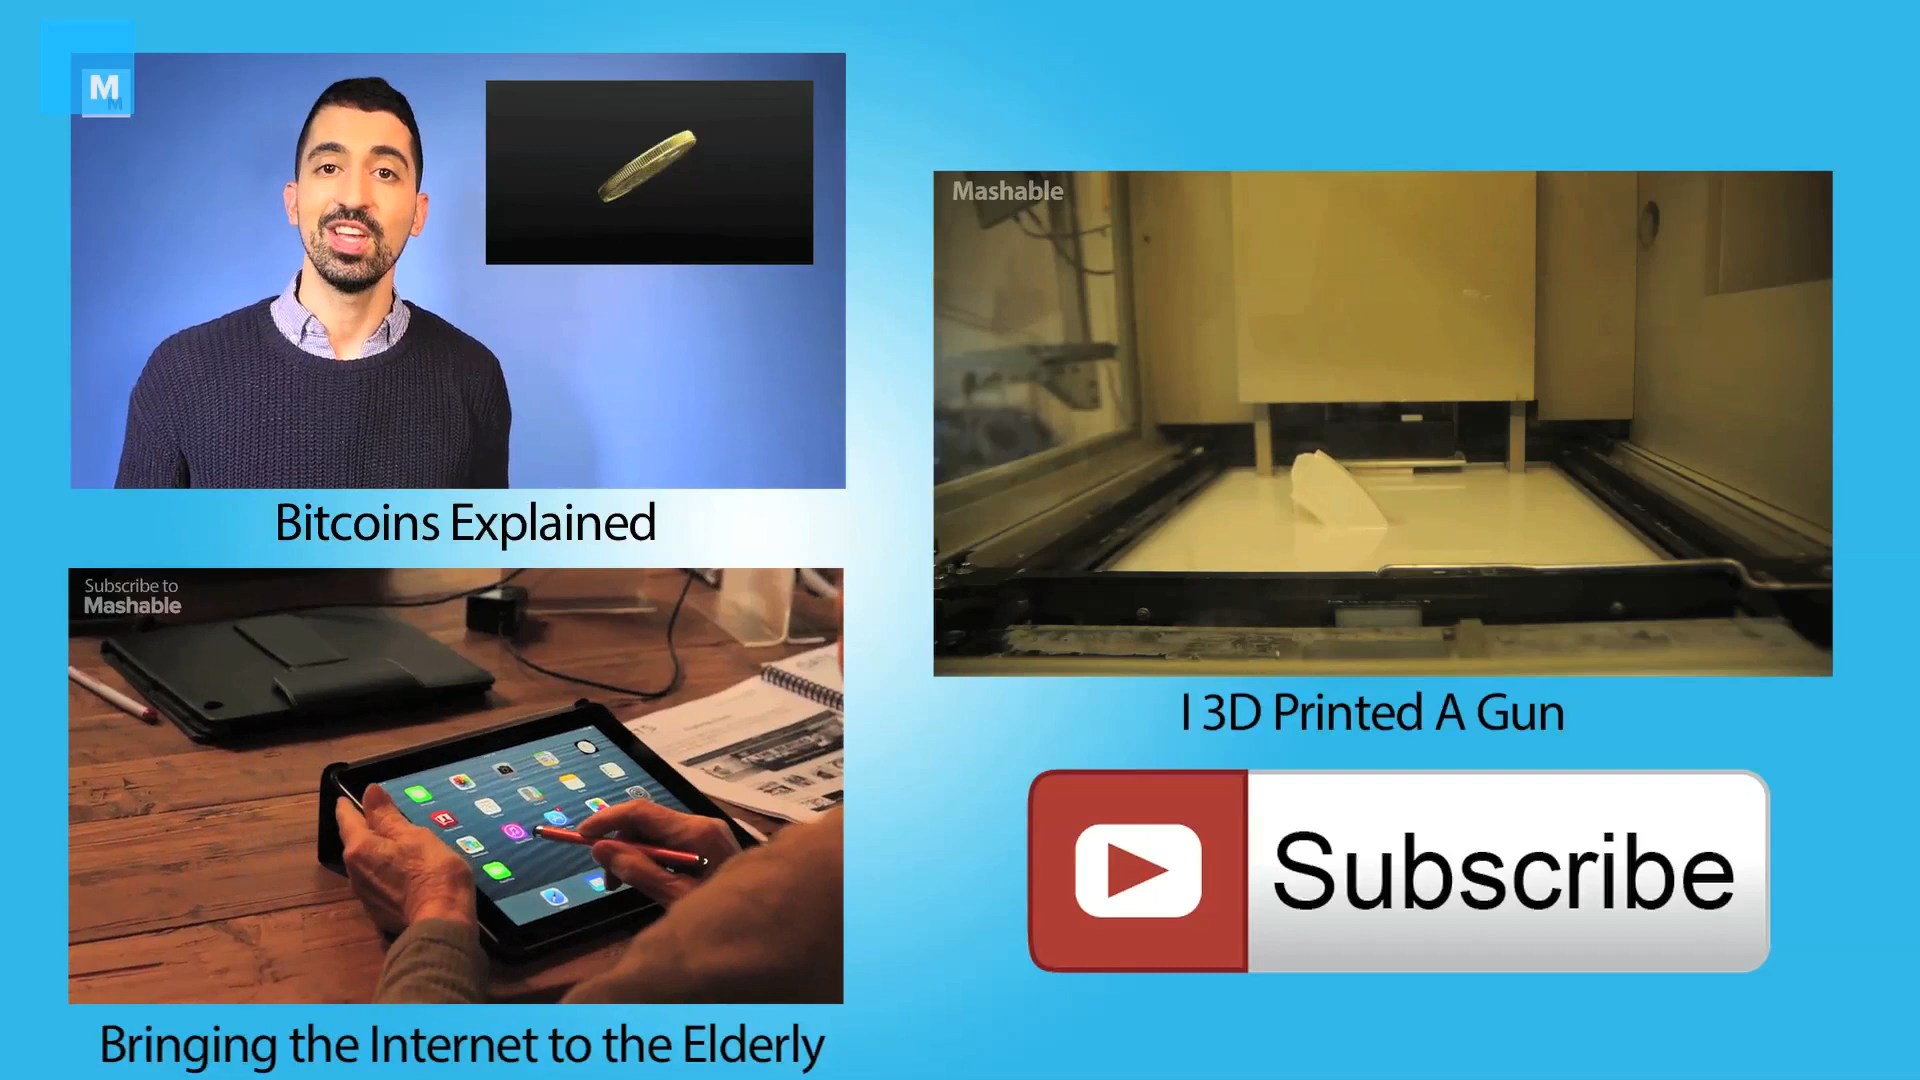 M
M
Bitcoins Explained
Subscribe to
Mashable
Bringing the Internet to the Elderly
Mashable
I 3D Printed A Gun
Subscribe